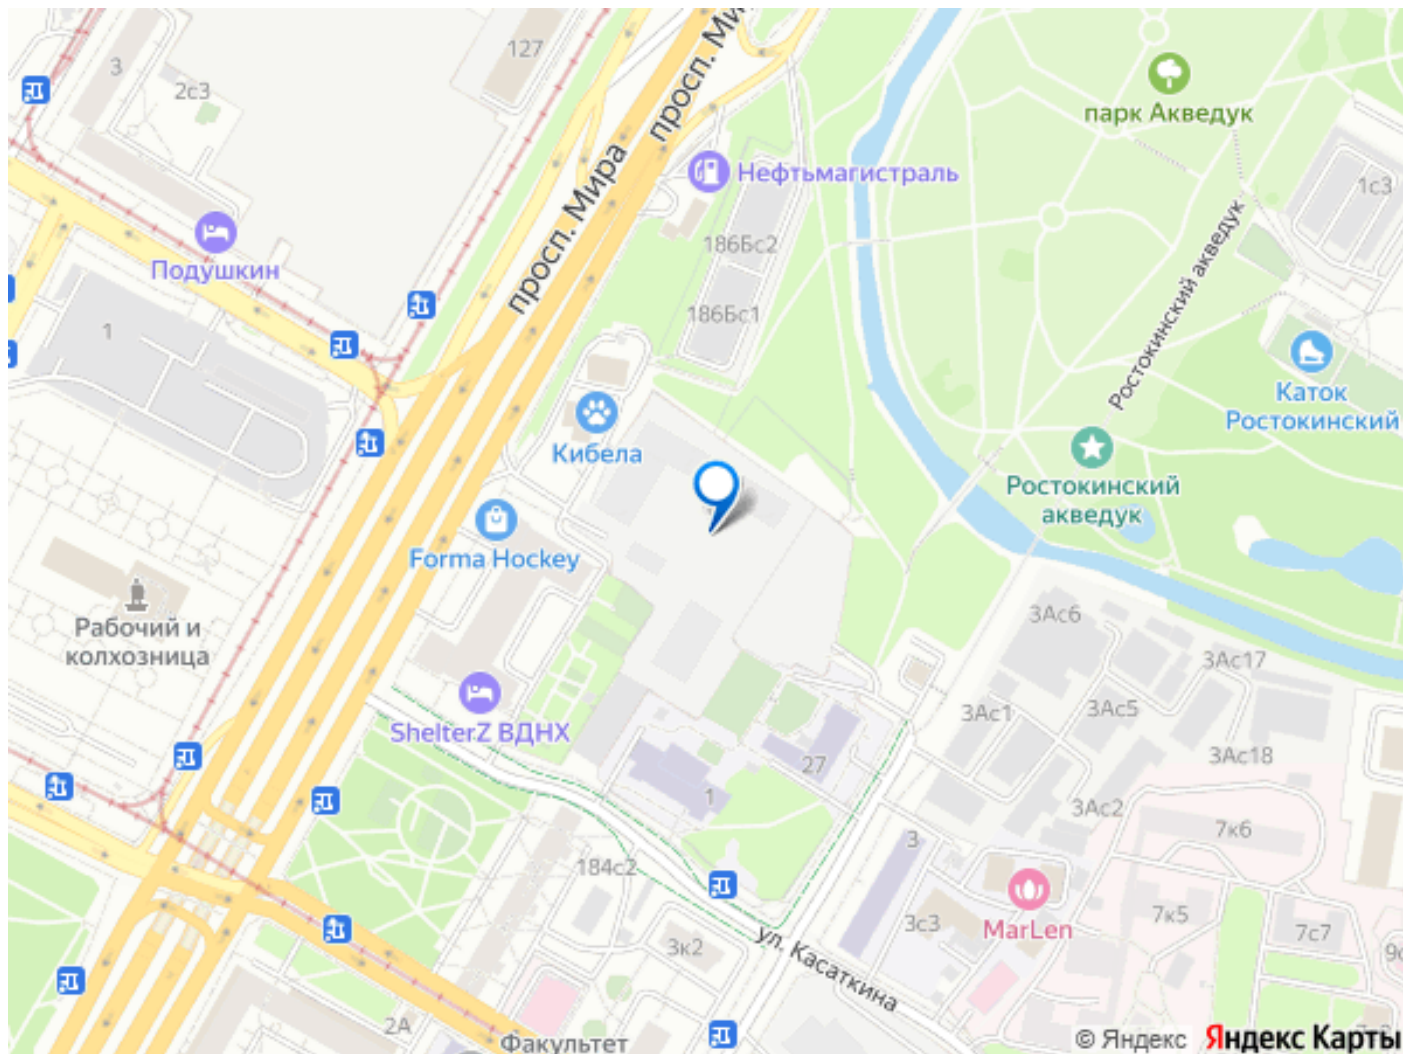 127
просп. Мира
просп. Ми
3
2с3
парк Акведук
Нефтьмагистраль
1с3
186Бс2
Подушкин
186Бс1
1
Ростокинский акведук
Каток
Ростокинский
Кибела
Ростокинский
акведук
Forma Hockey
Рабочий и
колхозница
3Ас6
3Ас17
3Ас1
3Ас5
ShelterZ ВДНХ
3Ас18
27
1
3Ас2
7к6
3
184с2
MarLen
3с3
7к5
7с7
3к2
ул. Касаткина
2А
Факультет
© Яндекс
Яндекс Карты